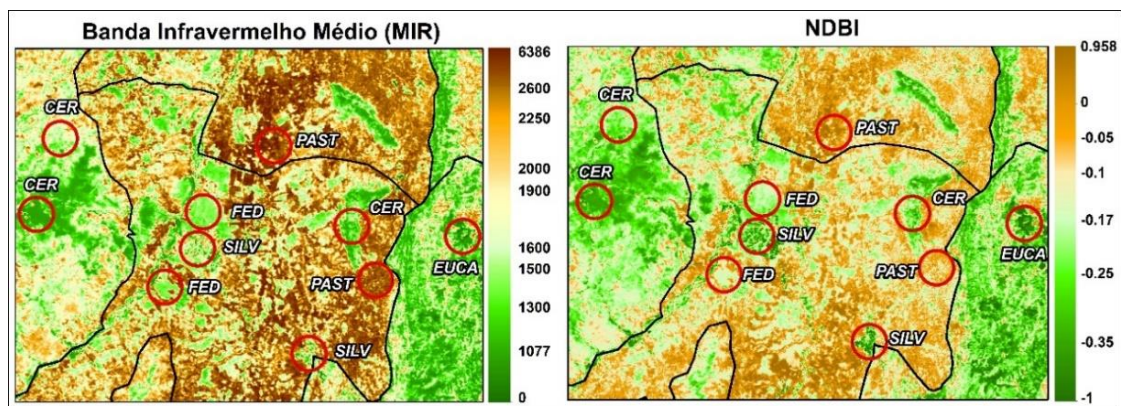 Banda Infravermelho Médio (MIR)
6386
2600
2250
2000
1900
1600
1500
1300
1077
0
CER
PAST
CER
FED
CER
SILV
EUCA
PAST
FED
SILV
NDBI
0.958
0
-0.05
-0.1
-0.17
-0.25
-0.35
-1
CER
PAST
CER
FED
CER
SILV
EUCA
PAST
FED
SILV